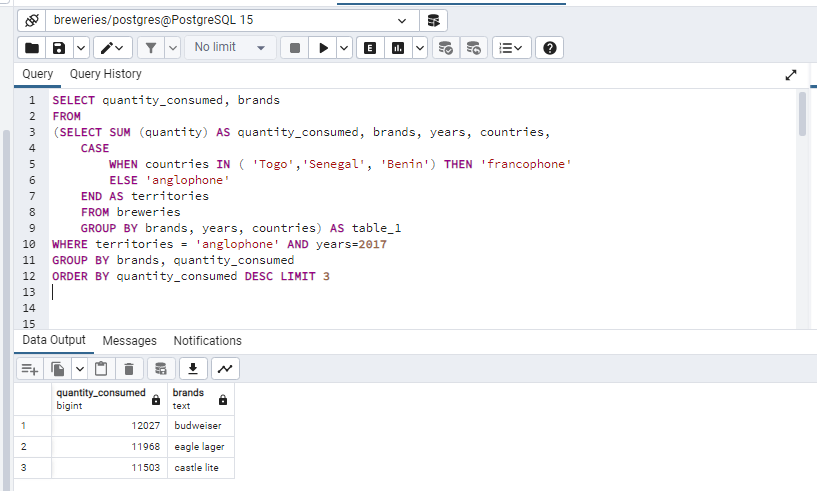 breweries/postgres@PostgreSQL 15
No limit
E
Query Query History
1 SELECT quantity_consumed, brands
2 FROM
3 (SELECT SUM (quantity) AS quantity_consumed, brands, years, countries,
4 CASE
5 WHEN countries IN ( 'Togo','Senegal', 'Benin') THEN 'francophone'
6 ELSE 'anglophone'
7 END AS territories
8 FROM breweries
9 GROUP BY brands, years, countries) AS table_1
10 WHERE territories = 'anglophone' AND years=2017
11 GROUP BY brands, quantity_consumed
12 ORDER BY quantity_consumed DESC LIMIT 3
13
14
15
Data Output Messages Notifications
quantity_consumed brands
bigint text
1 12027 budweiser
2 11968 eagle lager
3 11503 castle lite